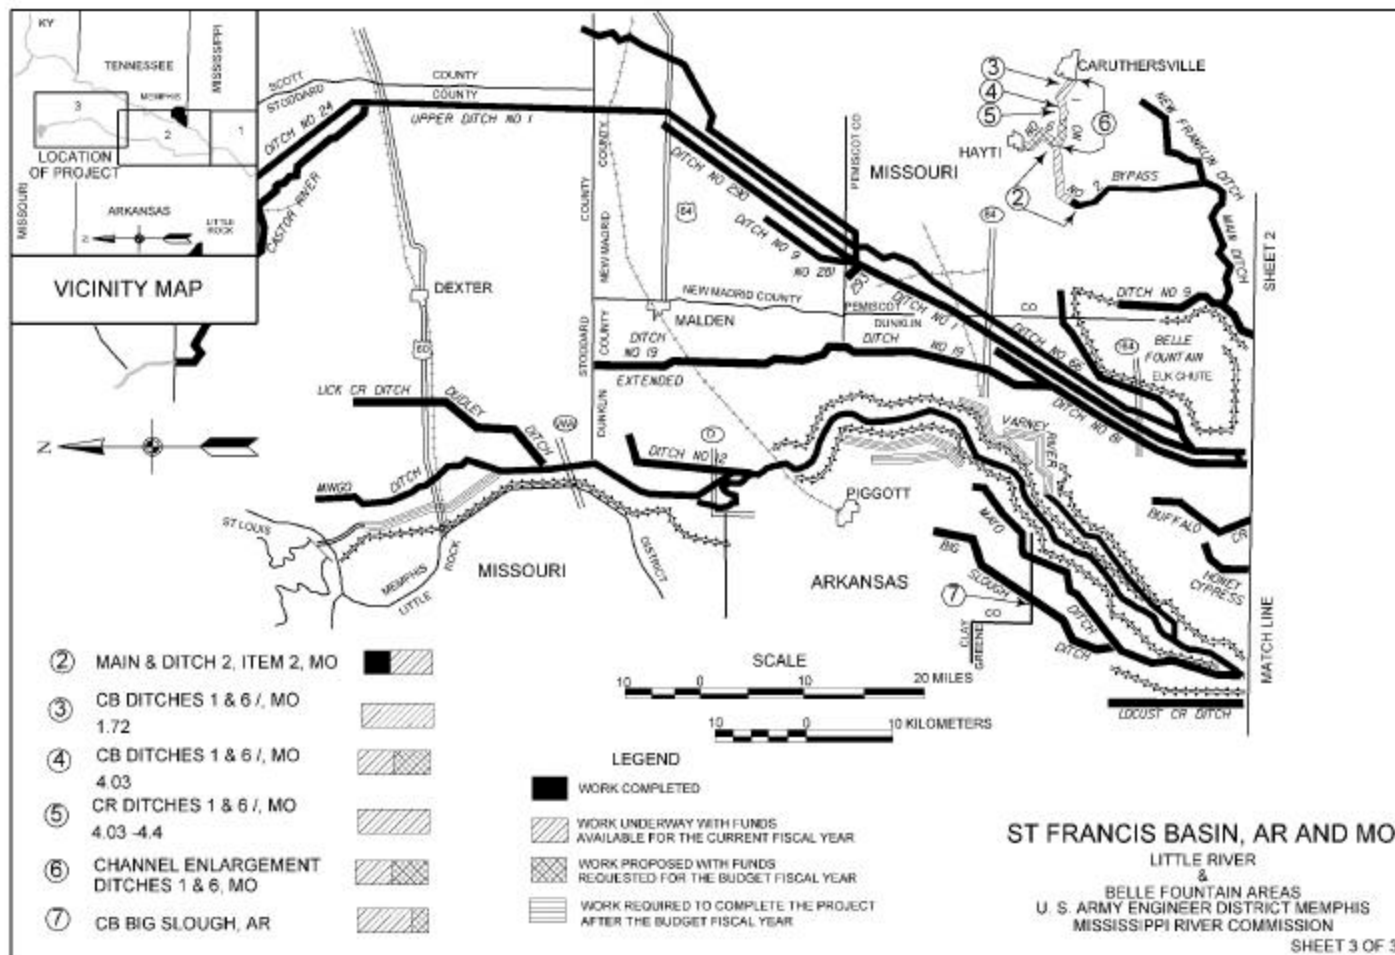 KY
TENNESSEE
MISSISSIPPI
MEMPHIS
3
2
1
LOCATION
OF PROJECT
MISSOURI
ARKANSAS
LITTLE
ROCK
N
VICINITY MAP
SCOTT
STODDARD
COUNTY
COUNTY
DITCH NO 24
UPPER DITCH NO 1
CASTOR RIVER
COUNTY
COUNTY
NEW MADRID
STODDARD
COUNTY
DUNKLIN
DEXTER
60
64
DITCH NO 290
DITCH NO 9
NO 281
293
PEMISCOT CO
MISSOURI
84
NEW MADRID COUNTY
PEMISCOT
CO
DUNKLIN
MALDEN
DITCH
NO 19
EXTENDED
DITCH
NO 19
DITCH NO 1
DITCH NO 66
DITCH NO 81
3
4
5
6
2
CARUTHERSVILLE
HAYTI
NO 6
NO
NO 2
BYPASS
NEW FRANKLIN DITCH
MAIN DITCH
DITCH NO 9
164
BELLE
FOUNTAIN
ELK CHUTE
SHEET 2
N
LICK CR DITCH
DUDLEY
DITCH
MINGO
DITCH
DITCH NO 12
D
VARNEY
RIVER
PIGGOTT
MAYO
DITCH
BIG
SLOUGH
DITCH
BUFFALO
CR
HONEY
CYPRESS
ST LOUIS
MEMPHIS
LITTLE
ROCK
DISTRICT
MISSOURI
ARKANSAS
7
CO
CLAY
GREENE
LOCUST CR DITCH
MATCH LINE
SCALE
10 0 10 20 MILES
10 0 10 KILOMETERS
2 MAIN & DITCH 2, ITEM 2, MO
3 CB DITCHES 1 & 6 /, MO
1.72
4 CB DITCHES 1 & 6 /, MO
4.03
5 CR DITCHES 1 & 6 /, MO
4.03 -4.4
6 CHANNEL ENLARGEMENT
DITCHES 1 & 6, MO
7 CB BIG SLOUGH, AR
LEGEND
WORK COMPLETED
WORK UNDERWAY WITH FUNDS
AVAILABLE FOR THE CURRENT FISCAL YEAR
WORK PROPOSED WITH FUNDS
REQUESTED FOR THE BUDGET FISCAL YEAR
WORK REQUIRED TO COMPLETE THE PROJECT
AFTER THE BUDGET FISCAL YEAR
ST FRANCIS BASIN, AR AND MO
LITTLE RIVER
&
BELLE FOUNTAIN AREAS
U. S. ARMY ENGINEER DISTRICT MEMPHIS
MISSISSIPPI RIVER COMMISSION
SHEET 3 OF 3